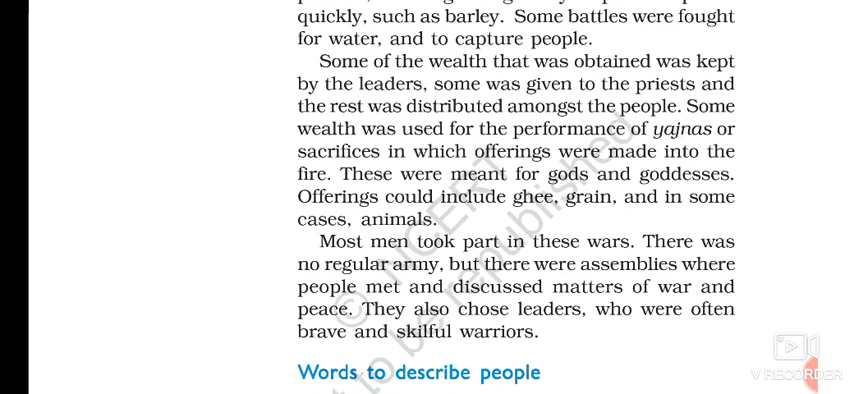 quickly, such as barley. Some battles were fought
for water, and to capture people.
Some of the wealth that was obtained was kept
by the leaders, some was given to the priests and
the rest was distributed amongst the people. Some
wealth was used for the performance of yajnas or
sacrifices in which offerings were made into the
fire. These were meant for gods and goddesses.
Offerings could include ghee, grain, and in some
cases, animals.
Most men took part in these wars. There was
no regular army, but there were assemblies where
people met and discussed matters of war and
peace. They also chose leaders, who were often
brave and skilful warriors.
Words to describe people
© NCERT
to be republished
V RECORDER